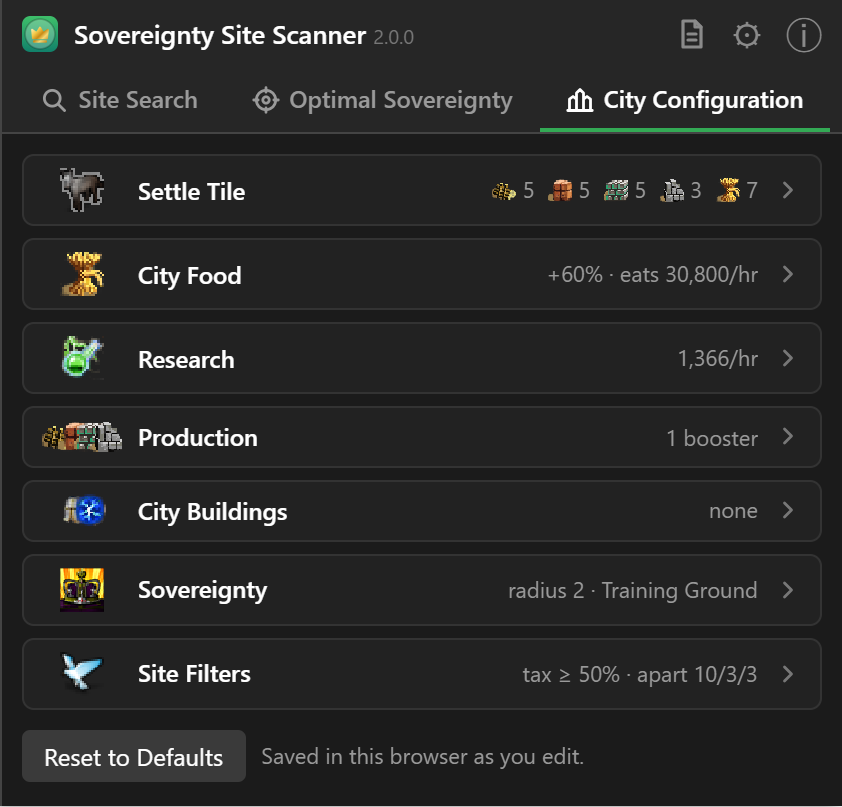 Sovereignty Site Scanner 2.0.0
Site Search Optimal Sovereignty City Configuration
Settle Tile 5 5 5 3 7
City Food +60% · eats 30,800/hr
Research 1,366/hr
Production 1 booster
City Buildings none
Sovereignty radius 2 · Training Ground
Site Filters tax ≥ 50% · apart 10/3/3
Reset to Defaults Saved in this browser as you edit.